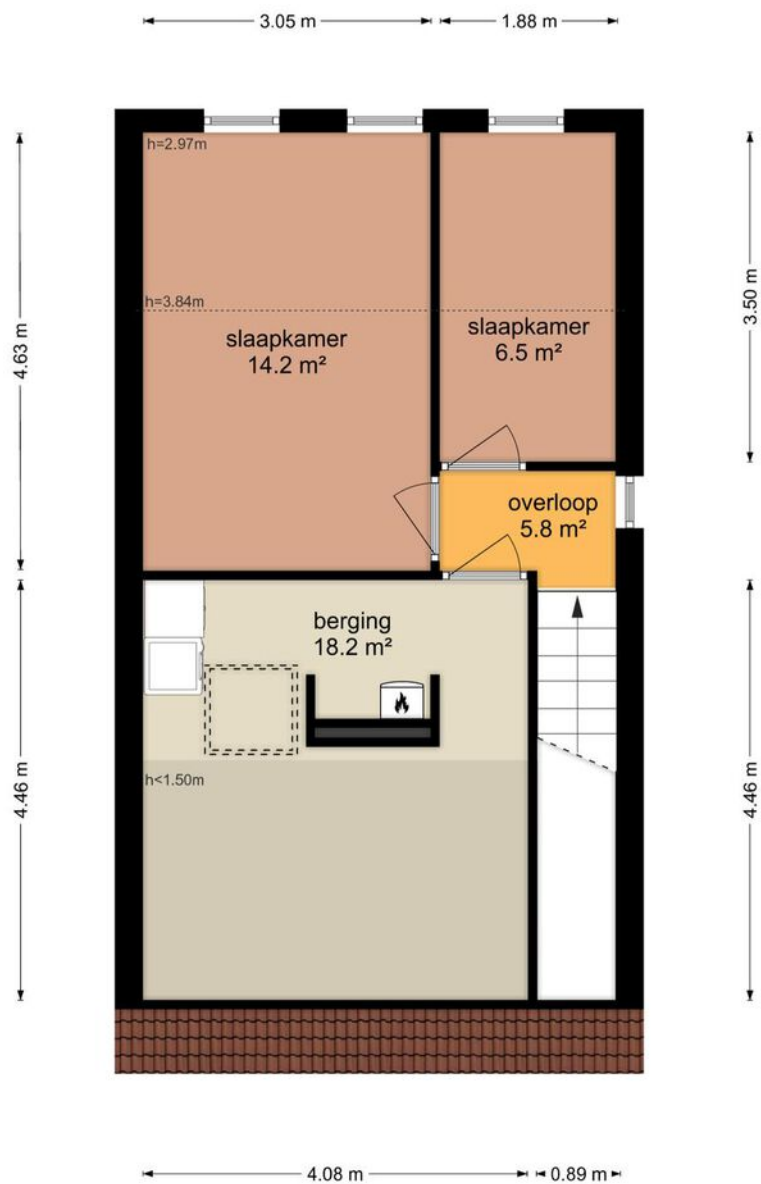 3.05 m
1.88 m
h=2.97m
h=3.84m
slaapkamer
14.2 m²
slaapkamer
6.5 m²
4.63 m
3.50 m
overloop
5.8 m²
berging
18.2 m²
h<1.50m
4.46 m
4.46 m
4.08 m
0.89 m